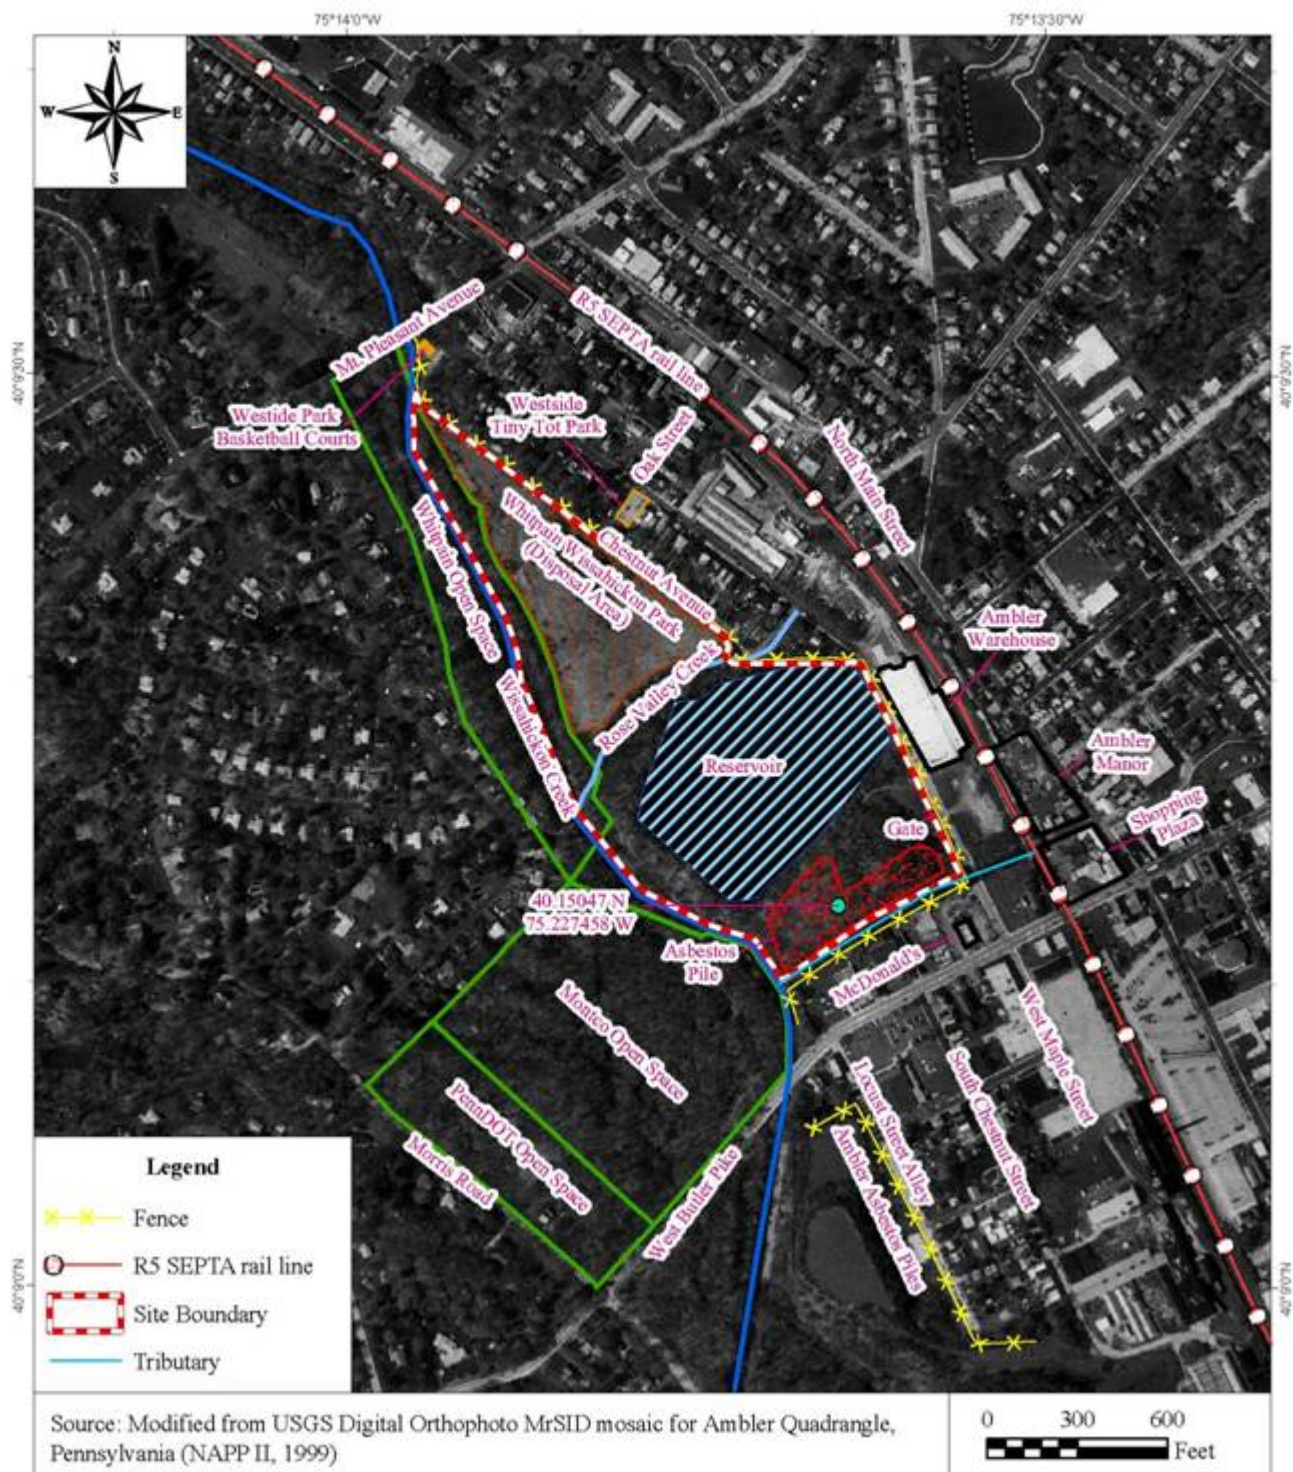 75°14'0"W
75°13'30"W
N
W
E
S
40°9'30"N
40°9'30"N
Mt. Pleasant Avenue
R5 SEPTA rail line
Westide Park
Basketball Courts
Westside
Tiny Tot Park
Oak Street
North Main Street
Whitpain Open Space
Chestnut Avenue
Whitpain Wissahickon Park
(Disposal Area)
Ambler
Warehouse
Rose Valley Creek
Wissahickon Creek
Reservoir
Ambler
Manor
Shopping
Plaza
Gate
40.15047 N
75.227458 W
Asbestos
Pile
McDonald's
Montco Open Space
West Maple Street
South Chestnut Street
Locust Street Alley
Ambler Asbestos Piles
PennDOT Open Space
Morris Road
West Butler Pike
40°9'0"N
40°9'0"N
Legend
Fence
R5 SEPTA rail line
Site Boundary
Tributary
Source: Modified from USGS Digital Orthophoto MrSID mosaic for Ambler Quadrangle,
Pennsylvania (NAPP II, 1999)
0 300 600
Feet